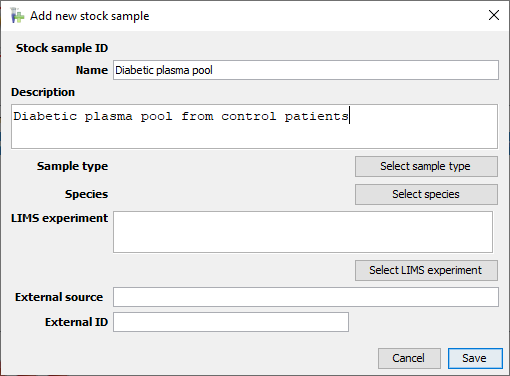 Add new stock sample
Stock sample ID
Name Diabetic plasma pool
Description
Diabetic plasma pool from control patients
Sample type Select sample type
Species Select species
LIMS experiment
Select LIMS experiment
External source
External ID
Cancel Save